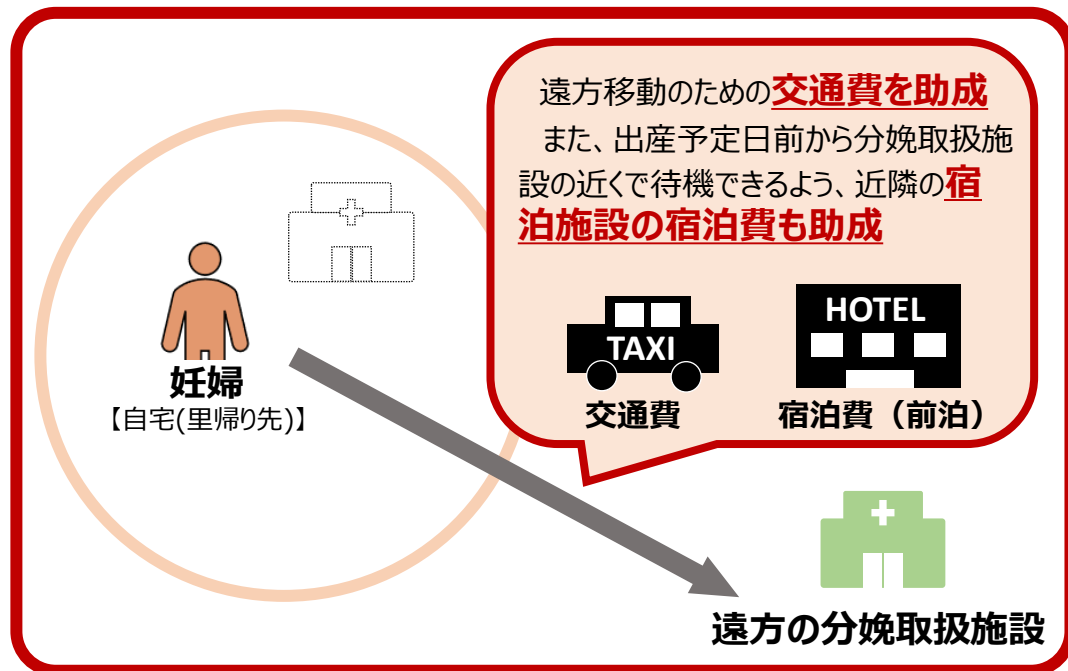 遠方移動のための交通費を助成
また、出産予定日前から分娩取扱施
設の近くで待機できるよう、近隣の宿
泊施設の宿泊費も助成
TAXI
交通費
HOTEL
宿泊費（前泊）
妊婦
【自宅(里帰り先)】
遠方の分娩取扱施設